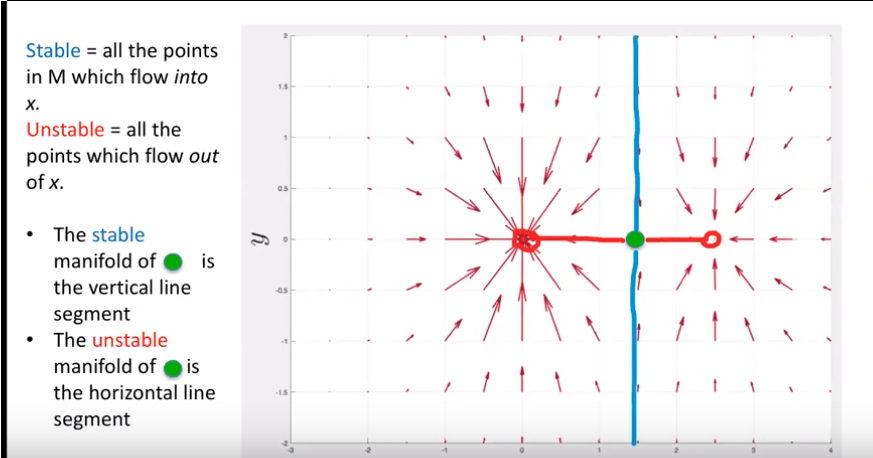 Stable = all the points
in M which flow into
x.
Unstable = all the
points which flow out
of x.
• The stable
manifold of is
the vertical line
segment
• The unstable
manifold of is
the horizontal line
segment
y
2
1.5
1
0.5
0
-0.5
-1
-1.5
-2
-3 -2 -1 0 1 2 3 4